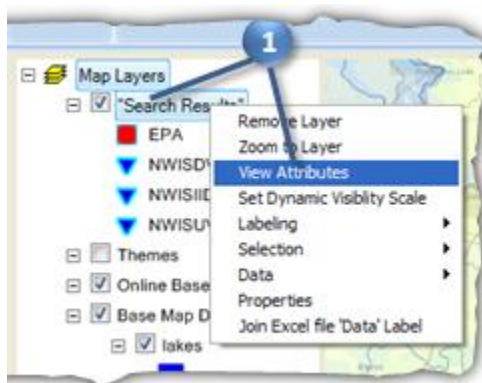 1
Map Layers
"Search Results"
EPA
NWISDV
NWISIID
NWISUV
Themes
Online Base
Base Map D
lakes
Remove Layer
Zoom to Layer
View Attributes
Set Dynamic Visiblity Scale
Labeling
Selection
Data
Properties
Join Excel file 'Data' Label